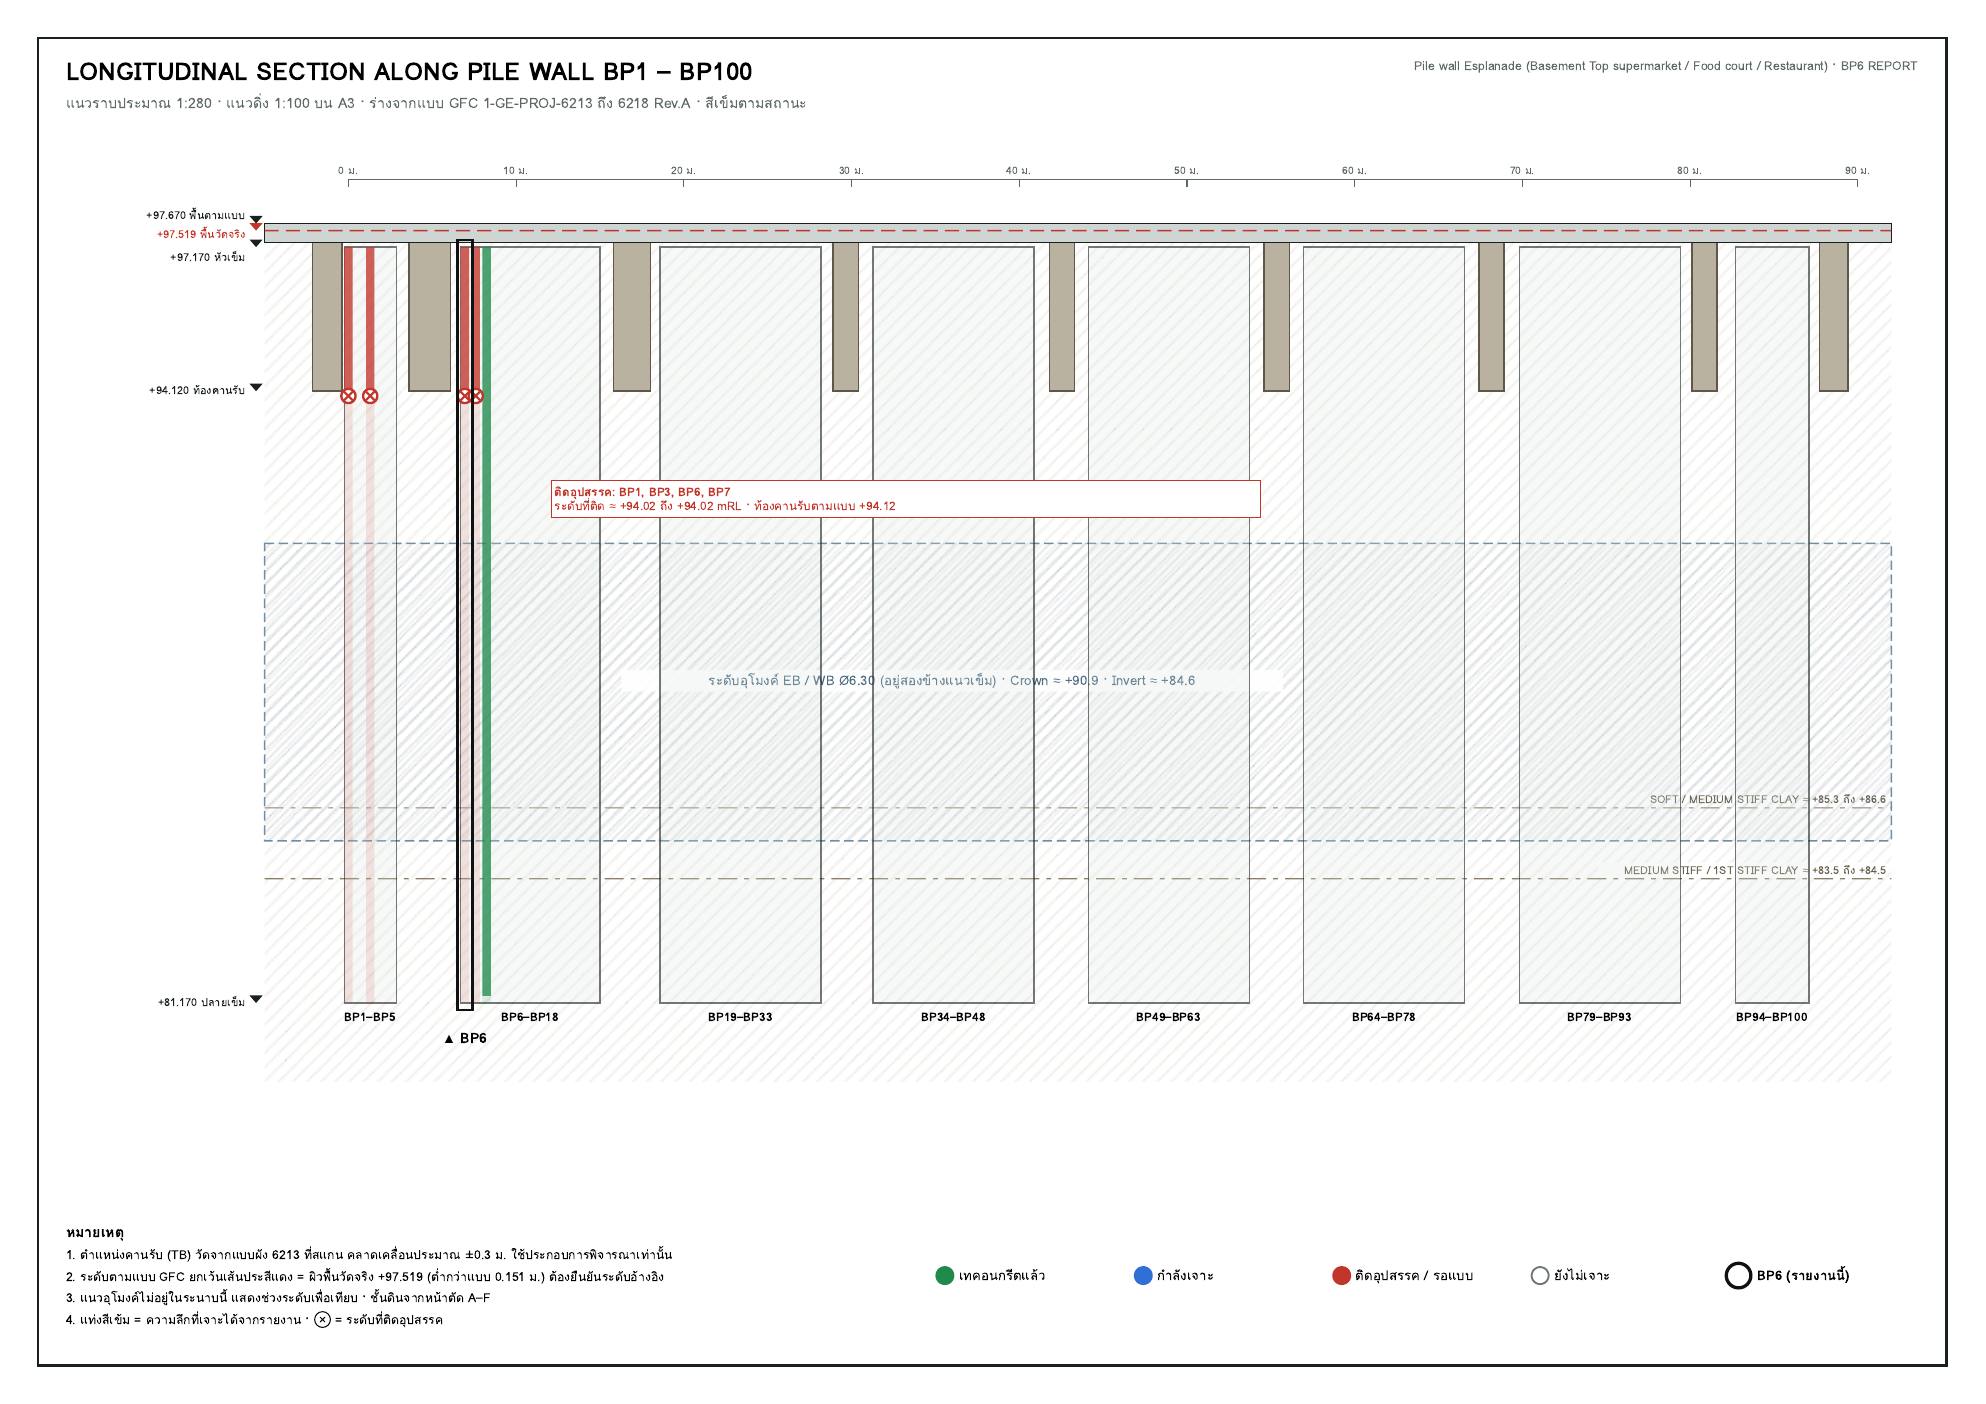 LONGITUDINAL SECTION ALONG PILE WALL BP1 – BP100
Pile wall Esplanade (Basement Top supermarket / Food court / Restaurant) · BP6 REPORT
แนวราบประมาณ 1:280 · แนวดิ่ง 1:100 บน A3 · ร่างจากแบบ GFC 1-GE-PROJ-6213 ถึง 6218 Rev.A · สีเข็มตามสถานะ
0 ม. 10 ม. 20 ม. 30 ม. 40 ม. 50 ม. 60 ม. 70 ม. 80 ม. 90 ม.
+97.670 พื้นตามแบบ
+97.519 พื้นวัดจริง
+97.170 หัวเข็ม
+94.120 ท้องคานรับ
ติดอุปสรรค: BP1, BP3, BP6, BP7
ระดับที่ติด ≈ +94.02 ถึง +94.02 mRL · ท้องคานรับตามแบบ +94.12
ระดับอุโมงค์ EB / WB Ø6.30 (อยู่สองข้างแนวเข็ม) · Crown ≈ +90.9 · Invert ≈ +84.6
SOFT / MEDIUM STIFF CLAY ≈ +85.3 ถึง +86.6
MEDIUM STIFF / 1ST STIFF CLAY ≈ +83.5 ถึง +84.5
+81.170 ปลายเข็ม
BP1–BP5 BP6–BP18 BP19–BP33 BP34–BP48 BP49–BP63 BP64–BP78 BP79–BP93 BP94–BP100
▲ BP6
หมายเหตุ
1. ตำแหน่งคานรับ (TB) วัดจากแบบผัง 6213 ที่สแกน คลาดเคลื่อนประมาณ ±0.3 ม. ใช้ประกอบการพิจารณาเท่านั้น
2. ระดับตามแบบ GFC ยกเว้นเส้นประสีแดง = ผิวพื้นวัดจริง +97.519 (ต่ำกว่าแบบ 0.151 ม.) ต้องยืนยันระดับอ้างอิง
3. แนวอุโมงค์ไม่อยู่ในระนาบนี้ แสดงช่วงระดับเพื่อเทียบ · ชั้นดินจากหน้าตัด A–F
4. แท่งสีเข้ม = ความลึกที่เจาะได้จากรายงาน · ⊗ = ระดับที่ติดอุปสรรค
เทคอนกรีตแล้ว กำลังเจาะ ติดอุปสรรค / รอแบบ ยังไม่เจาะ BP6 (รายงานนี้)